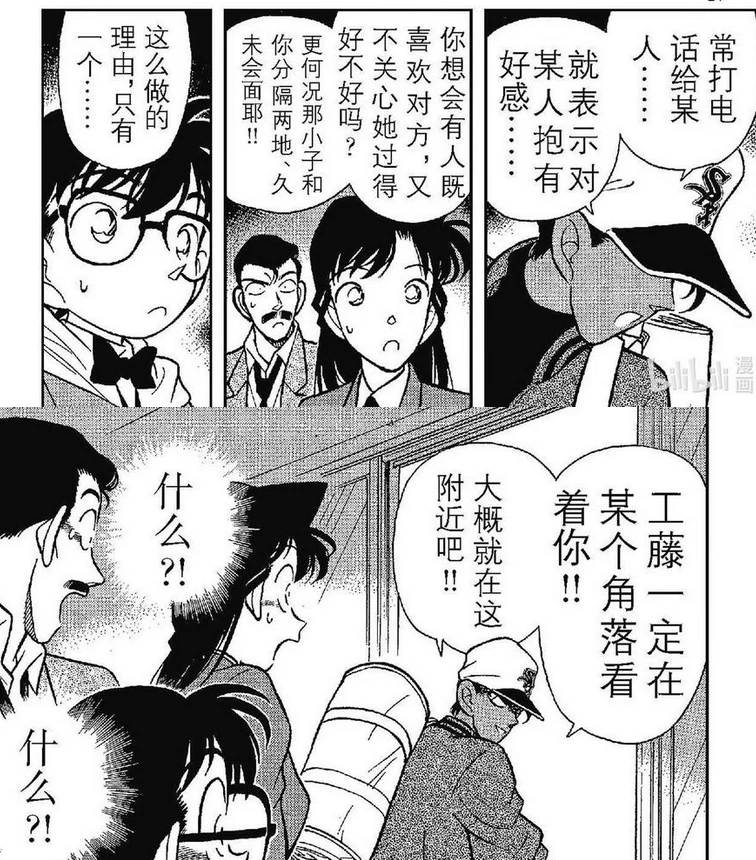 常打电
话给某
人……
就表示对
某人抱有
好感……
你想会有人既
喜欢对方，又
不关心她过得
好不好吗？
更何况那小子和
你分隔两地、久
未会面耶!!
这么做的
理由，只有
一个……
bilibili
漫画
工藤一定在
某个角落看
着你!!
大概就在这
附近吧!!
什么?!
什么?!